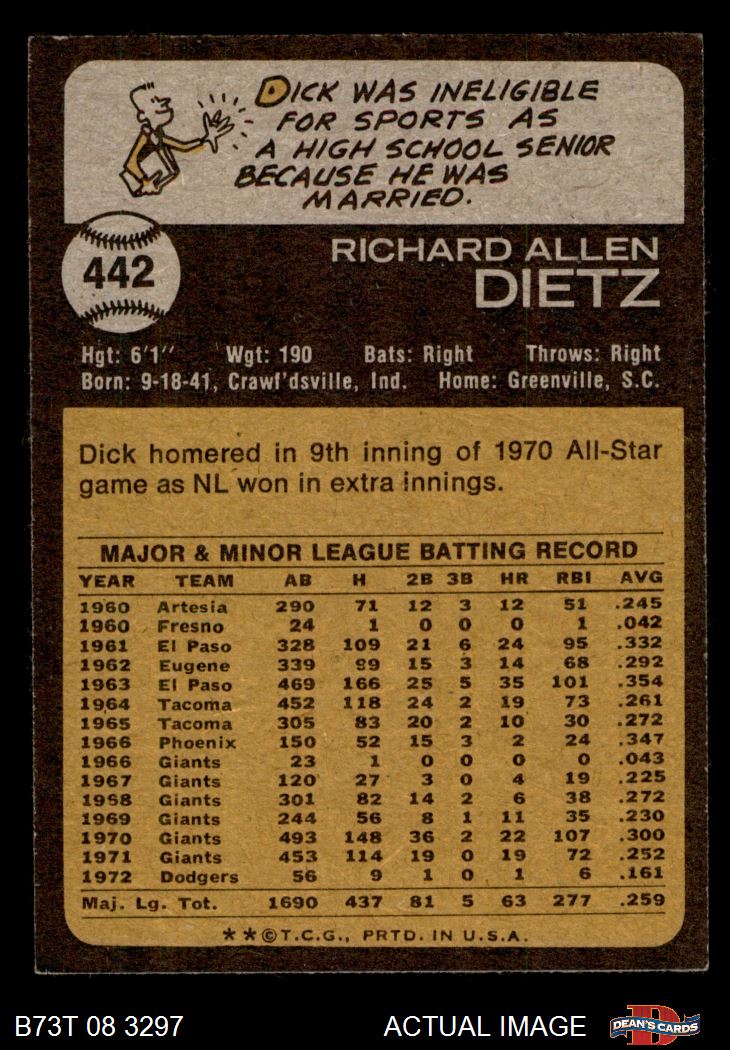 DICK WAS INELIGIBLE
FOR SPORTS AS
A HIGH SCHOOL SENIOR
BECAUSE HE WAS
MARRIED.
442
RICHARD ALLEN
DIETZ
Hgt: 6'1" Wgt: 190 Bats: Right Throws: Right
Born: 9-18-41, Crawf'dsville, Ind. Home: Greenville, S.C.
Dick homered in 9th inning of 1970 All-Star
game as NL won in extra innings.
MAJOR & MINOR LEAGUE BATTING RECORD
YEAR TEAM AB H 2B 3B HR RBI AVG
1960 Artesia 290 71 12 3 12 51 .245
1960 Fresno 24 1 0 0 0 1 .042
1961 El Paso 328 109 21 6 24 95 .332
1962 Eugene 339 99 15 3 14 68 .292
1963 El Paso 469 166 25 5 35 101 .354
1964 Tacoma 452 118 24 2 19 73 .261
1965 Tacoma 305 83 20 2 10 30 .272
1966 Phoenix 150 52 15 3 2 24 .347
1966 Giants 23 1 0 0 0 0 .043
1967 Giants 120 27 3 0 4 19 .225
1968 Giants 301 82 14 2 6 38 .272
1969 Giants 244 56 8 1 11 35 .230
1970 Giants 493 148 36 2 22 107 .300
1971 Giants 453 114 19 0 19 72 .252
1972 Dodgers 56 9 1 0 1 6 .161
Maj. Lg. Tot. 1690 437 81 5 63 277 .259
**©T.C.G., PRTD. IN U.S.A.
B73T 08 3297 ACTUAL IMAGE DEAN'S CARDS